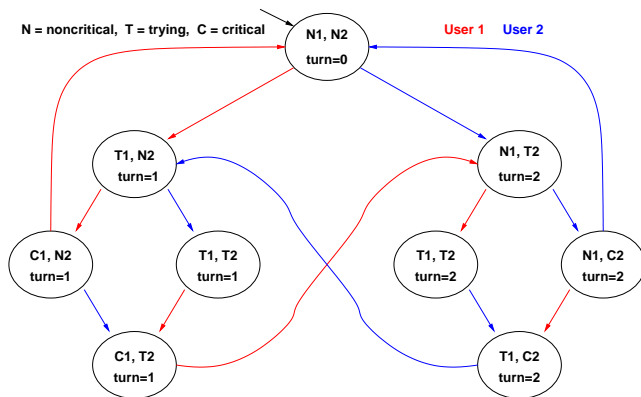 N = noncritical, T = trying, C = critical
N1, N2
turn=0
User 1 User 2
T1, N2
turn=1
N1, T2
turn=2
C1, N2
turn=1
T1, T2
turn=1
T1, T2
turn=2
N1, C2
turn=2
C1, T2
turn=1
T1, C2
turn=2